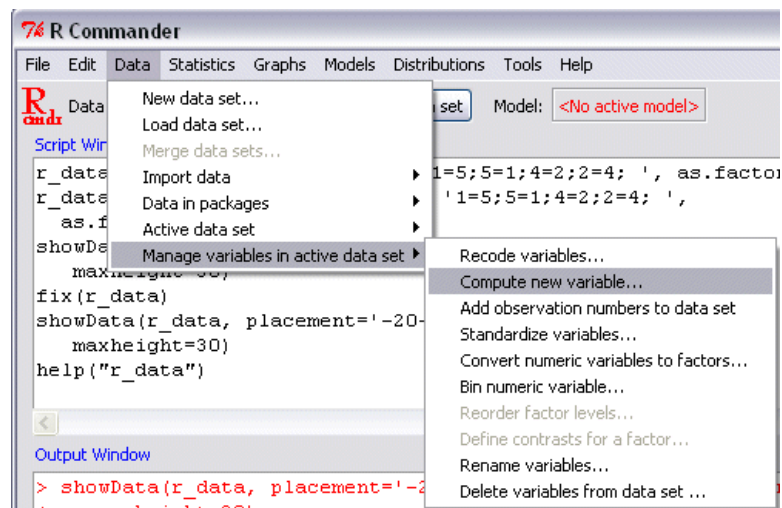 R Commander
File Edit Data Statistics Graphs Models Distributions Tools Help
R cmdr Data set Model: <No active model>
New data set...
Load data set...
Merge data sets...
Import data
Data in packages
Active data set
Manage variables in active data set
Recode variables...
Compute new variable...
Add observation numbers to data set
Standardize variables...
Convert numeric variables to factors...
Bin numeric variable...
Reorder factor levels...
Define contrasts for a factor...
Rename variables...
Delete variables from data set ...
Script
r_data 1=5;5=1;4=2;2=4; ', as.factor
r_data '1=5;5=1;4=2;2=4; ',
as.f
showDa
fix(r_data)
showData(r_data, placement='-20-
maxheight=30)
help("r_data")
Output Window
> showData(r_data, placement='-2